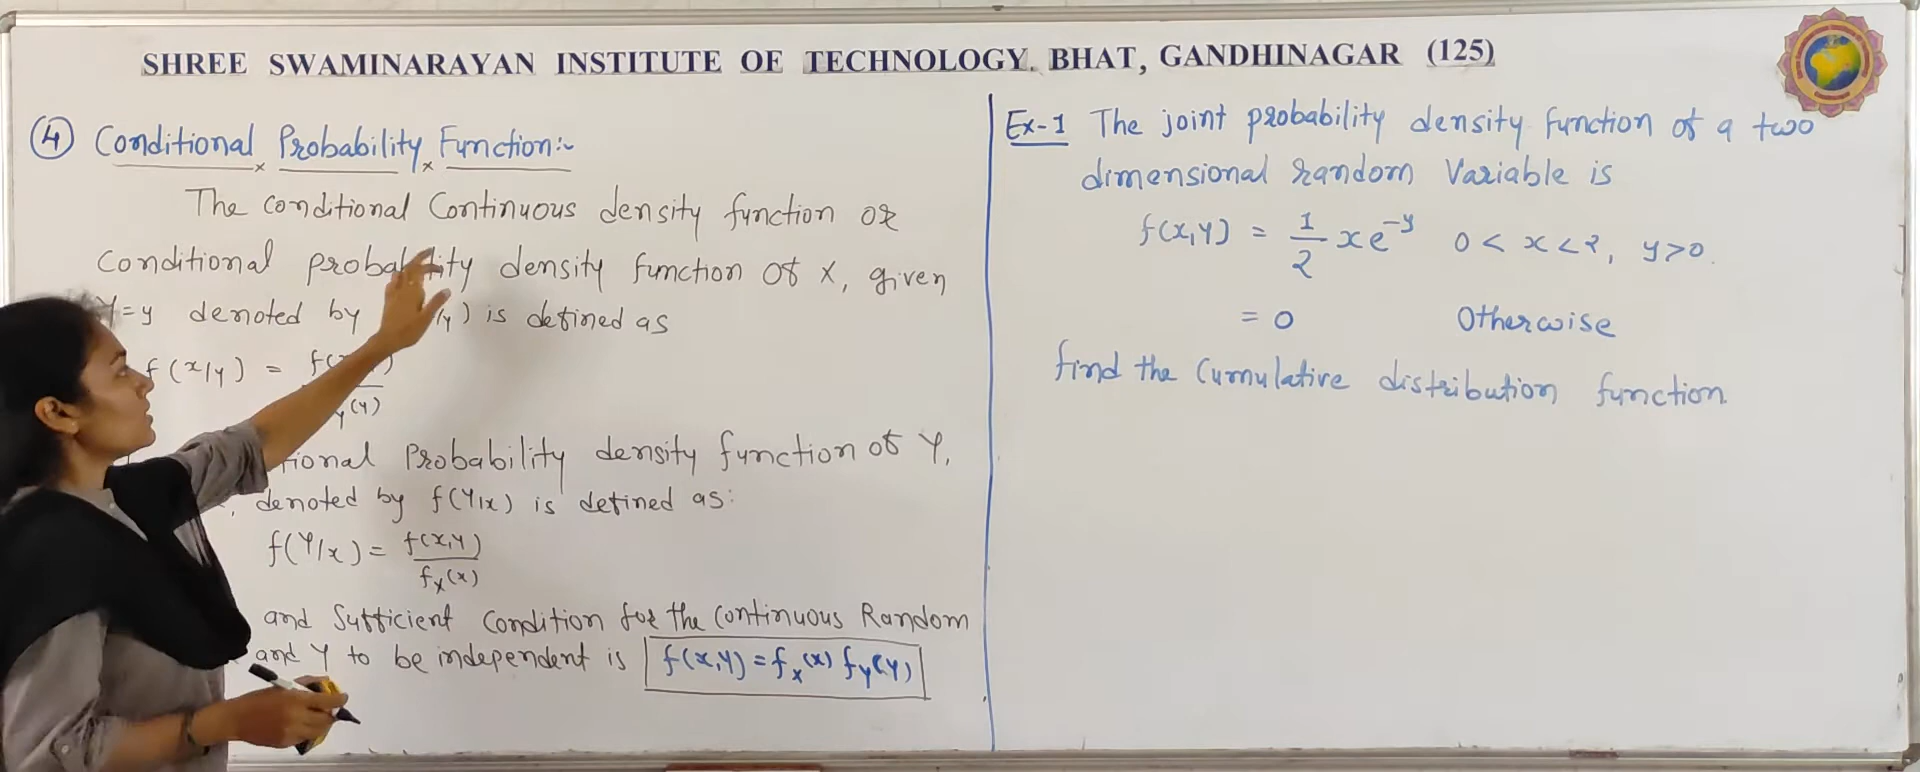 SHREE SWAMINARAYAN INSTITUTE OF TECHNOLOGY. BHAT, GANDHINAGAR (125)
④ Conditional Probability Function:~
The Conditional Continuous density function or
Conditional probability density function of X, given
Y=y denoted by /y) is defined as
f(x/y) =
Y(y)
Probability density function of Y,
denoted by f(Y/x) is defined as:
f(Y/x) = f(x,y) / fx(x)
and Sufficient Condition for the Continuous Random
and Y to be independent is f(x,y) = fx(x) fy(y)
Ex-1 The joint probability density function of a two
dimensional random Variable is
f(x,y) = 1/2 xe^-y 0 < x < 2, y>0.
= 0 Otherwise
find the Cumulative distribution function.